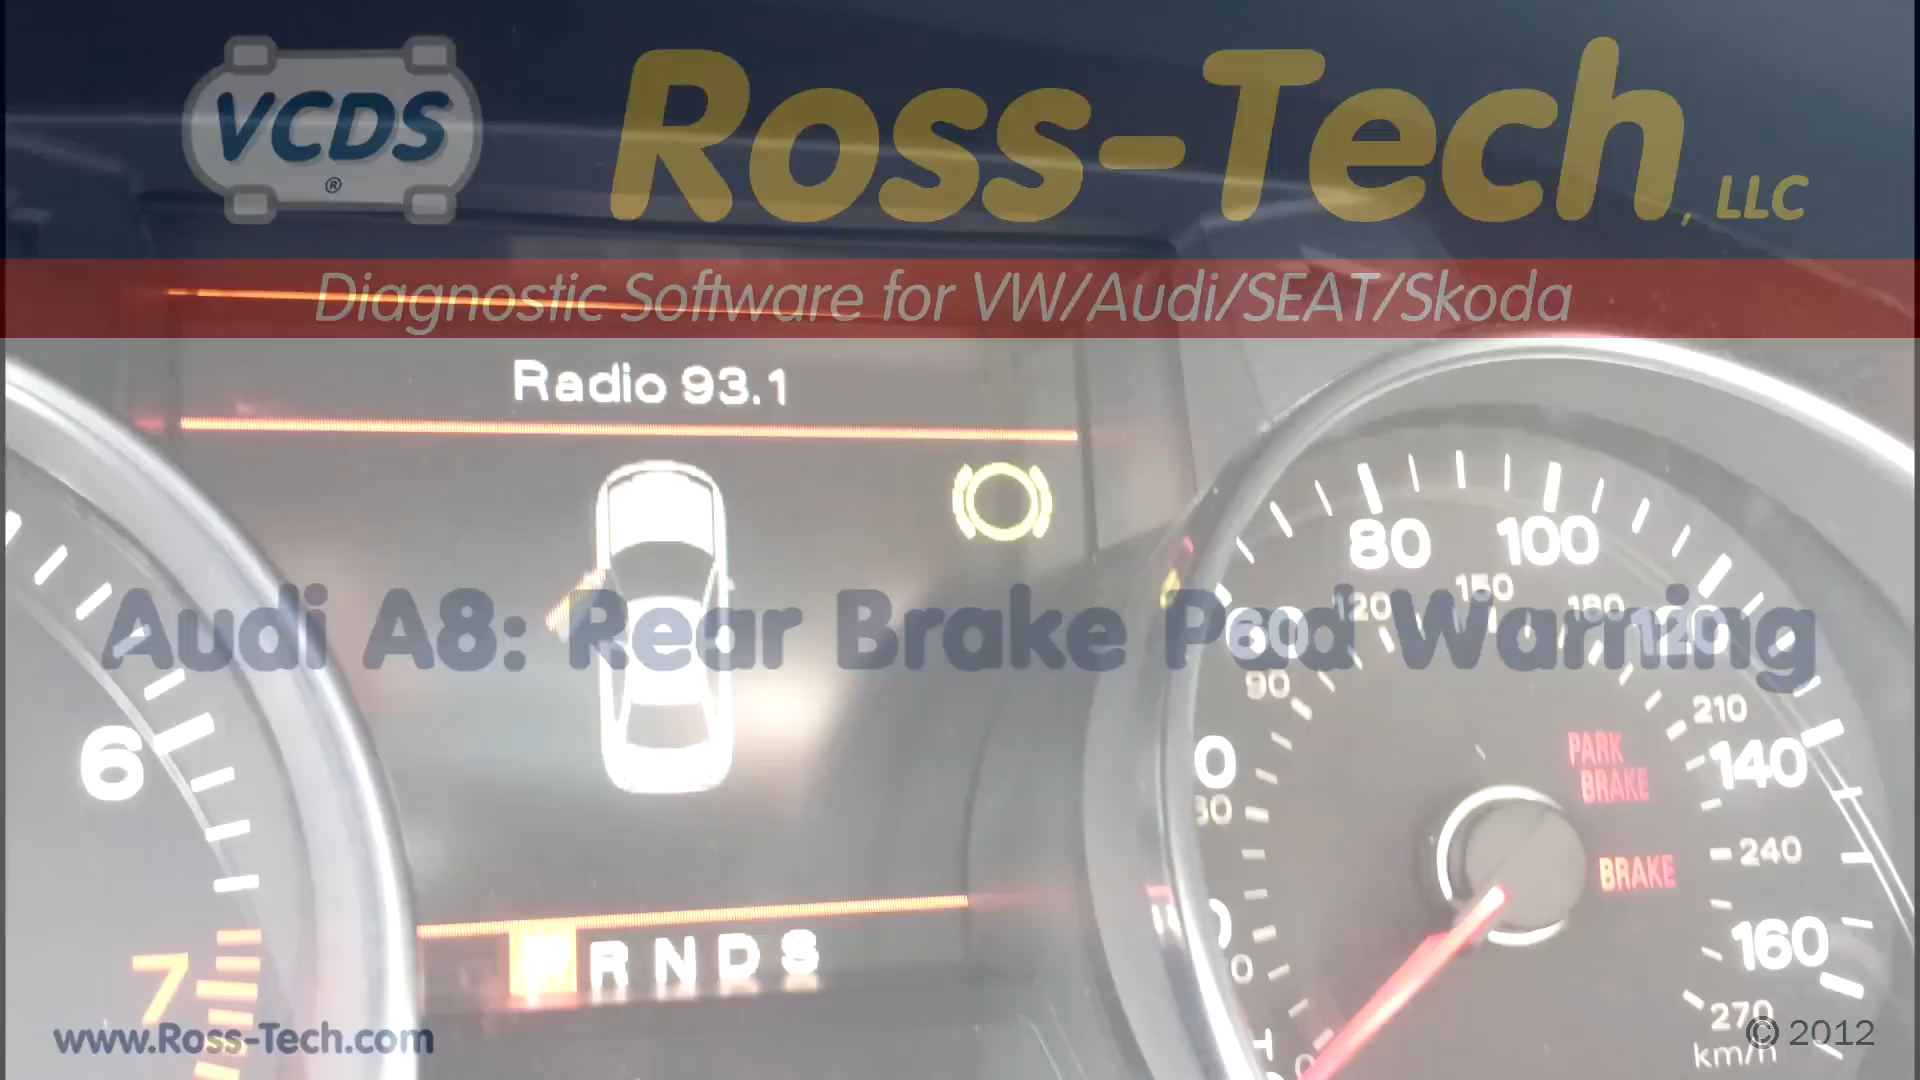 VCDS
®
Ross-Tech, LLC
Diagnostic Software for VW/Audi/SEAT/Skoda
Radio 93.1
80 100
120 150 180
Audi A8: Rear Brake Pad Warning
60 120
90
210
PARK
BRAKE
6 140
240
BRAKE
160
P R N D S
7
270
km/h
www.Ross-Tech.com
© 2012